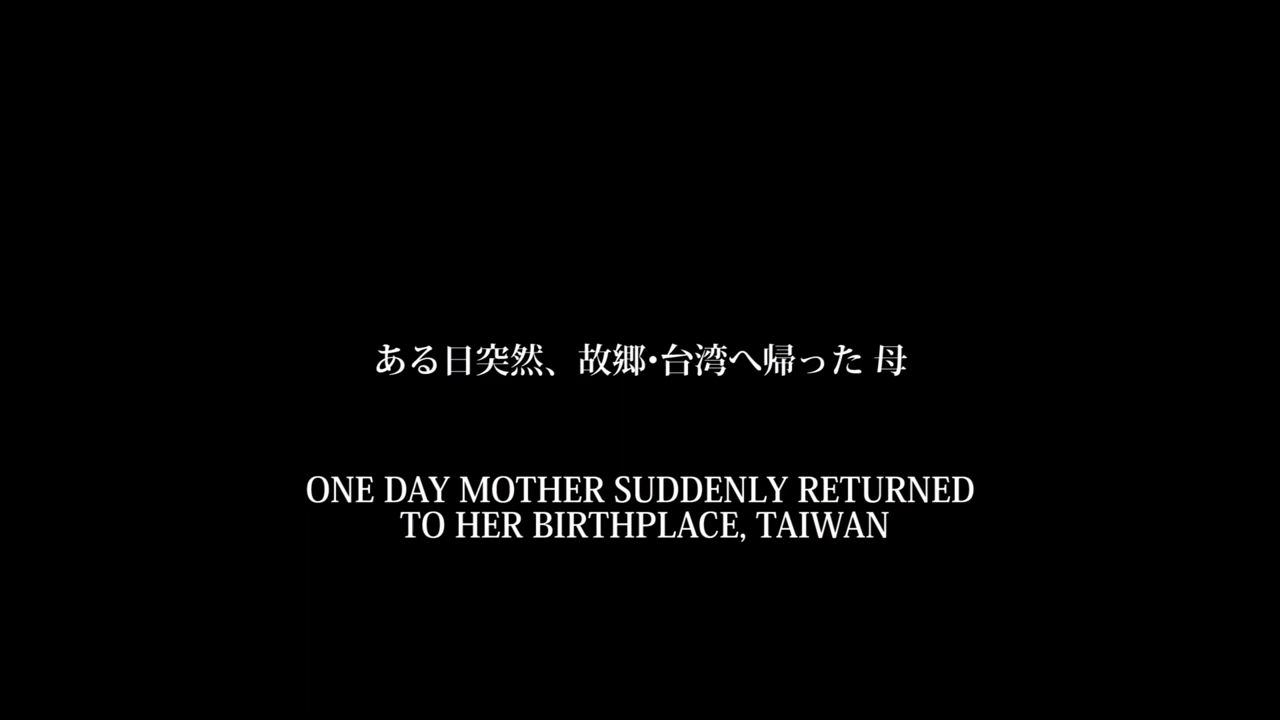 ある日突然、故郷・台湾へ帰った 母
ONE DAY MOTHER SUDDENLY RETURNED
TO HER BIRTHPLACE, TAIWAN